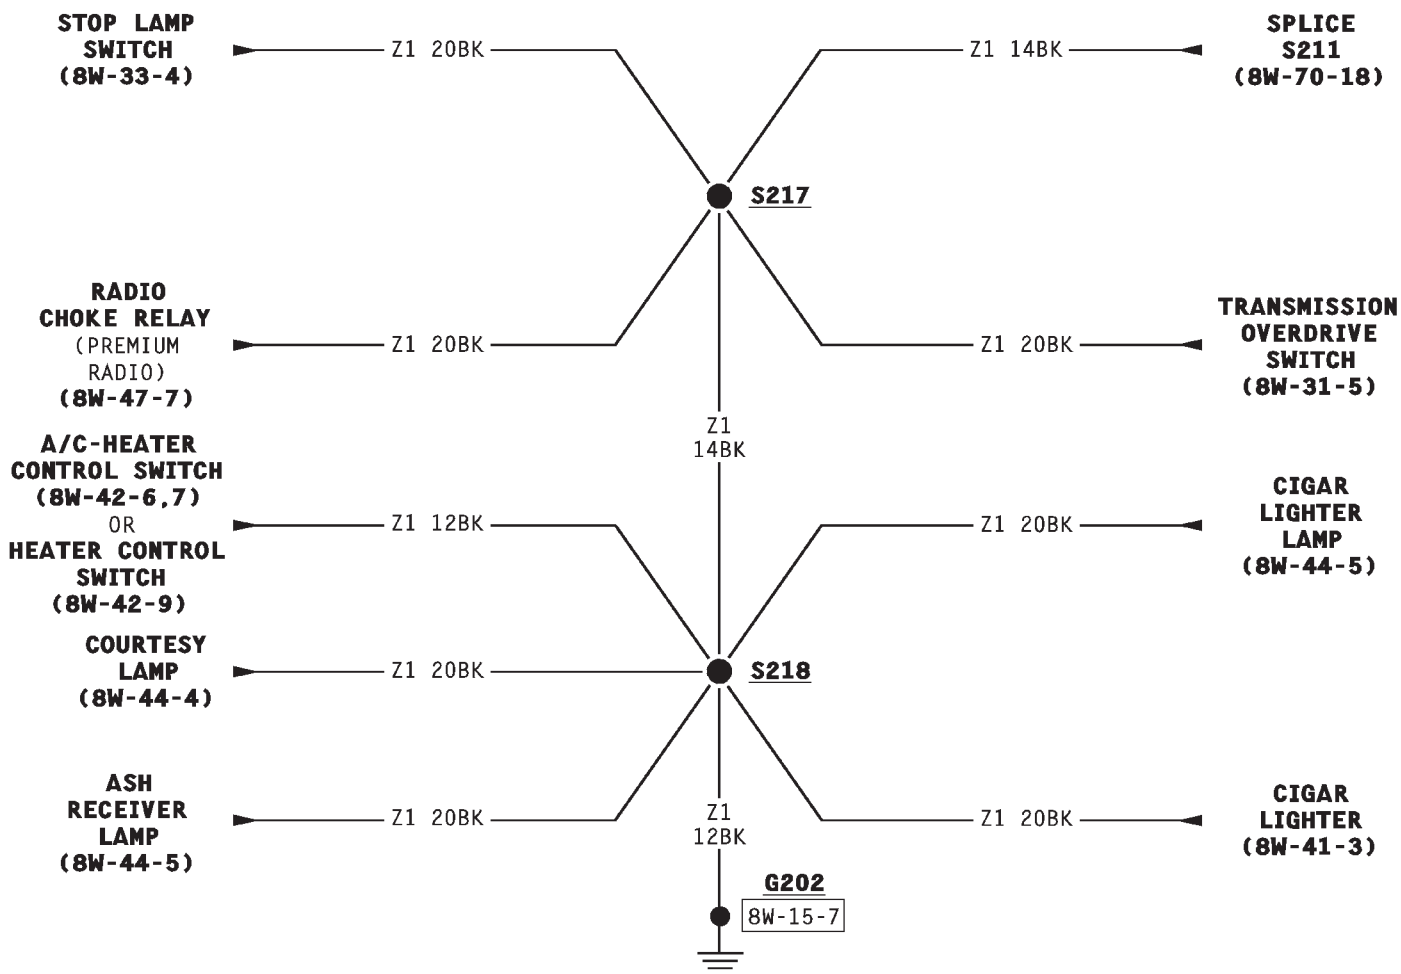 STOP LAMP
SWITCH
(8W-33-4)
Z1 20BK
Z1 14BK
SPLICE
S211
(8W-70-18)
S217
RADIO
CHOKE RELAY
(PREMIUM
RADIO)
(8W-47-7)
Z1 20BK
Z1 20BK
TRANSMISSION
OVERDRIVE
SWITCH
(8W-31-5)
Z1
14BK
A/C-HEATER
CONTROL SWITCH
(8W-42-6,7)
OR
HEATER CONTROL
SWITCH
(8W-42-9)
Z1 12BK
Z1 20BK
CIGAR
LIGHTER
LAMP
(8W-44-5)
COURTESY
LAMP
(8W-44-4)
Z1 20BK
S218
ASH
RECEIVER
LAMP
(8W-44-5)
Z1 20BK
Z1
12BK
Z1 20BK
CIGAR
LIGHTER
(8W-41-3)
G202
8W-15-7